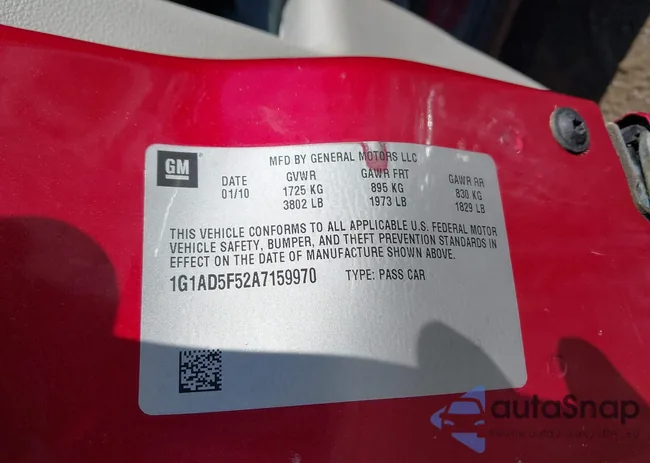 GM
MFD BY GENERAL MOTORS LLC
DATE GVWR GAWR FRT GAWR RR
01/10 1725 KG 895 KG 830 KG
3802 LB 1973 LB 1829 LB
THIS VEHICLE CONFORMS TO ALL APPLICABLE U.S. FEDERAL MOTOR
VEHICLE SAFETY, BUMPER, AND THEFT PREVENTION STANDARDS IN
EFFECT ON THE DATE OF MANUFACTURE SHOWN ABOVE.
1G1AD5F52A7159970 TYPE: PASS CAR
autaSnap